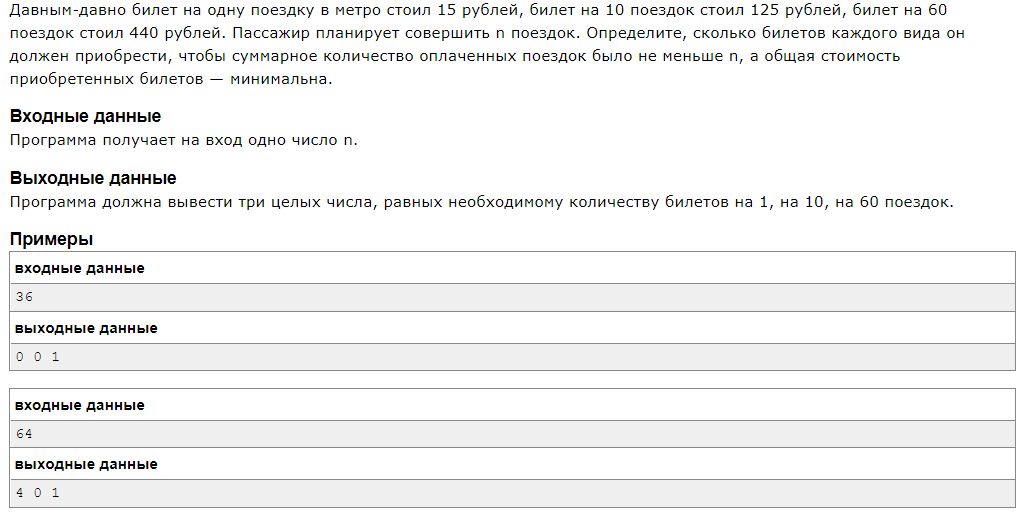 Давным-давно билет на одну поездку в метро стоил 15 рублей, билет на 10 поездок стоил 125 рублей, билет на 60
поездок стоил 440 рублей. Пассажир планирует совершить n поездок. Определите, сколько билетов каждого вида он
должен приобрести, чтобы суммарное количество оплаченных поездок было не меньше n, а общая стоимость
приобретенных билетов — минимальна.
Входные данные
Программа получает на вход одно число n.
Выходные данные
Программа должна вывести три целых числа, равных необходимому количеству билетов на 1, на 10, на 60 поездок.
Примеры
входные данные
36
выходные данные
0 0 1
входные данные
64
выходные данные
4 0 1